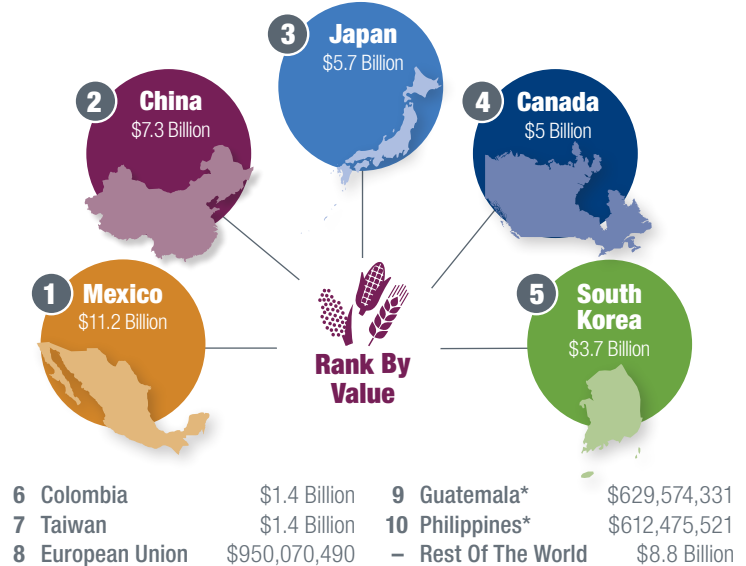 1
Mexico
$11.2 Billion
2
China
$7.3 Billion
3
Japan
$5.7 Billion
4
Canada
$5 Billion
5
South
Korea
$3.7 Billion
Rank By
Value
6 Colombia $1.4 Billion
7 Taiwan $1.4 Billion
8 European Union $950,070,490
9 Guatemala* $629,574,331
10 Philippines* $612,475,521
– Rest Of The World $8.8 Billion